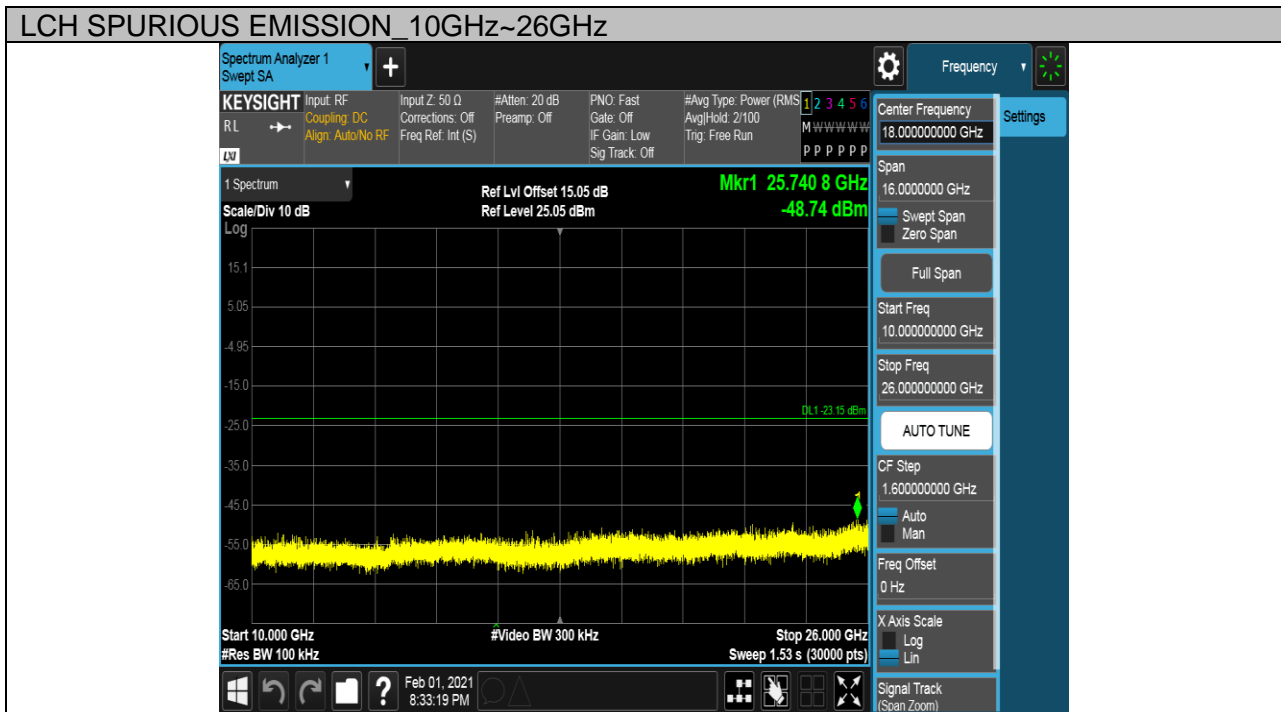 LCH SPURIOUS EMISSION_10GHz~26GHz
Spectrum Analyzer 1
Swept SA
+
Frequency
KEYSIGHT
RL
LXI
Input: RF
Coupling: DC
Align: Auto/No RF
Input Z: 50 Ω
Corrections: Off
Freq Ref: Int (S)
#Atten: 20 dB
Preamp: Off
PNO: Fast
Gate: Off
IF Gain: Low
Sig Track: Off
#Avg Type: Power (RMS
Avg|Hold: 2/100
Trig: Free Run
1 2 3 4 5 6
M W W W W W
P P P P P P
1 Spectrum
Scale/Div 10 dB
Log
Ref Lvl Offset 15.05 dB
Ref Level 25.05 dBm
Mkr1 25.740 8 GHz
-48.74 dBm
15.1
5.05
-4.95
-15.0
-25.0
-35.0
-45.0
-55.0
-65.0
DL1 -23.15 dBm
1
Start 10.000 GHz
#Res BW 100 kHz
#Video BW 300 kHz
Stop 26.000 GHz
Sweep 1.53 s (30000 pts)
?
Feb 01, 2021
8:33:19 PM
Center Frequency
18.000000000 GHz
Span
16.0000000 GHz
Swept Span
Zero Span
Full Span
Start Freq
10.000000000 GHz
Stop Freq
26.000000000 GHz
AUTO TUNE
CF Step
1.600000000 GHz
Auto
Man
Freq Offset
0 Hz
X Axis Scale
Log
Lin
Signal Track
(Span Zoom)
Settings